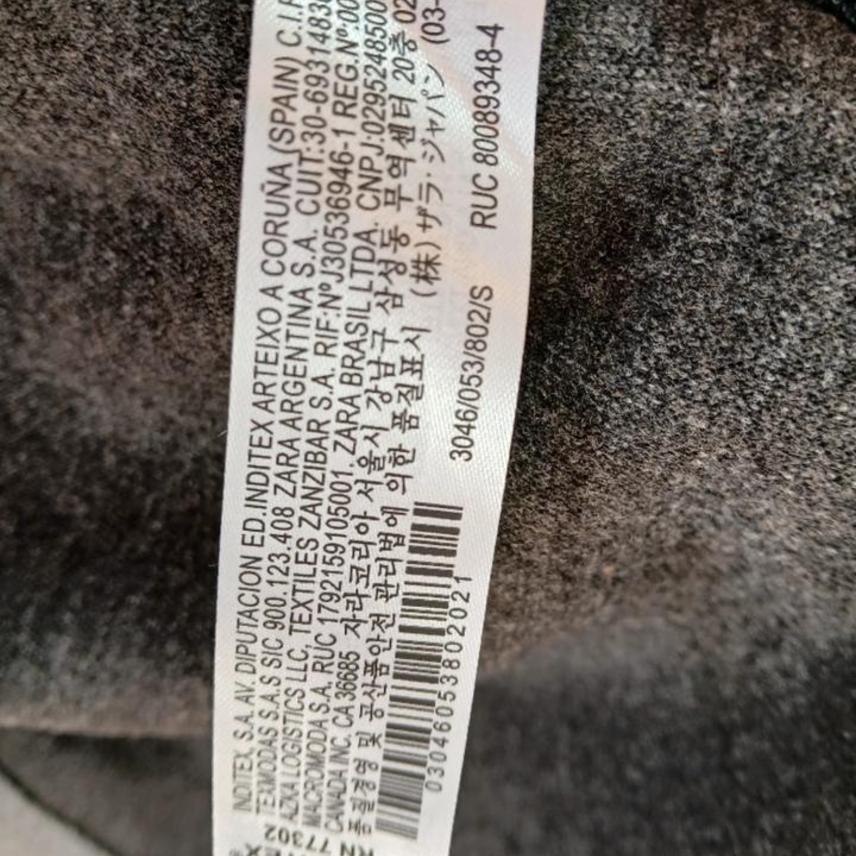 INDITEX, S.A. AV. DIPUTACION ED.INDITEX ARTEIXO A CORUÑA (SPAIN) C.I.F
TEXMODAS S.A.S SIC 900.123.408 ZARA ARGENTINA S.A. CUIT:30-6931483
AZKA LOGISTICS LLC, TEXTILES ZANZIBAR S.A. RIF:NºJ30536946-1 REG.Nº:00
MACROMODA S.A. RUC 1792159105001. ZARA BRASIL LTDA. CNPJ:0295248500
CANADA INC. CA 36685 자라코리아 서울시 강남구 삼성동 무역센터 20층 02
품질경영 및 공산품안전 관리법에 의한 품질표시 (株)ザラ・ジャパン (03-
3046/053/802/S RUC 80089348-4
03046053802021
RN 77302